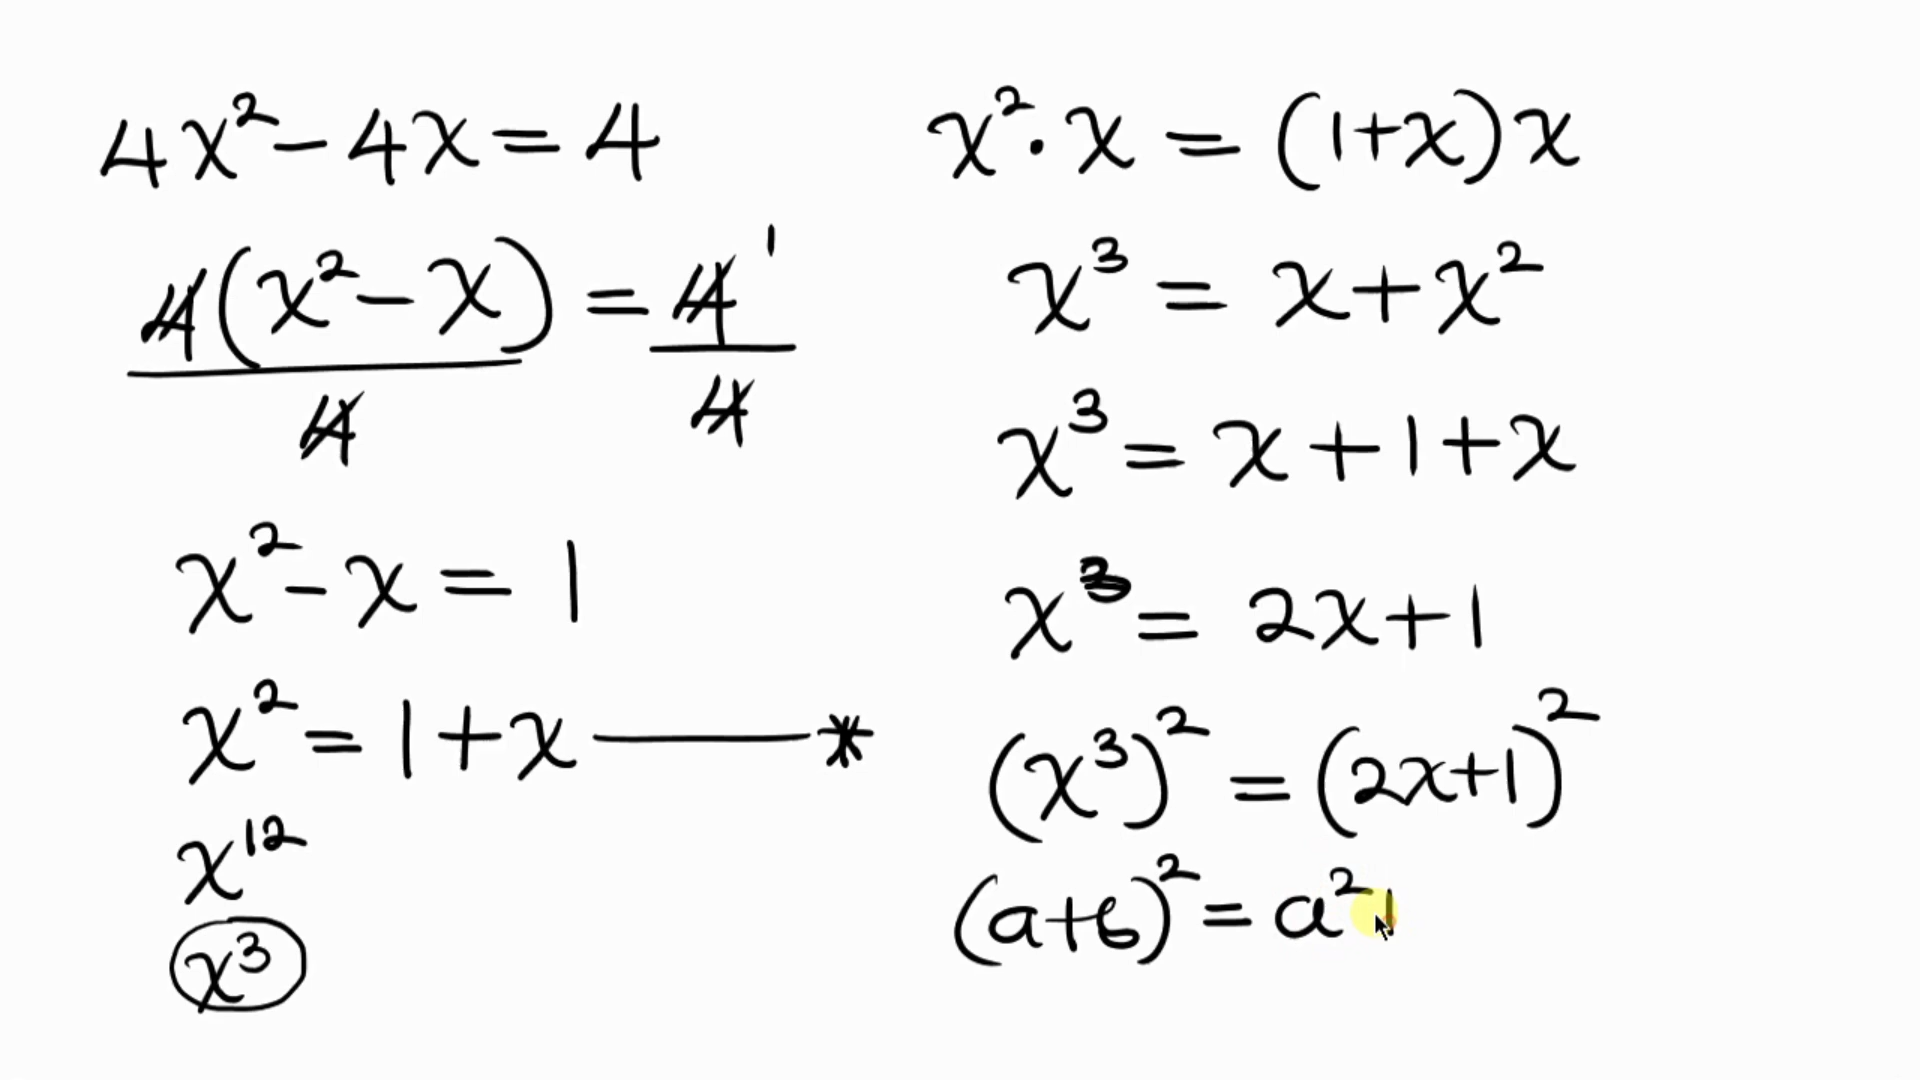 4x² - 4x = 4
4(x² - x) = 4 1
4 4
x² - x = 1
x² = 1 + x ——— *
x¹²
x³
x² · x = (1+x)x
x³ = x + x²
x³ = x + 1 + x
x³ = 2x + 1
(x³)² = (2x+1)²
(a+b)² = a²